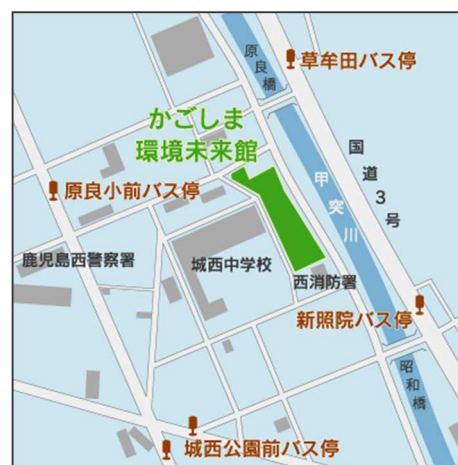 原良橋
草牟田バス停
かごしま
環境未来館
国道3号
甲突川
原良小前バス停
鹿児島西警察署
城西中学校
西消防署
新照院バス停
昭和橋
城西公園前バス停